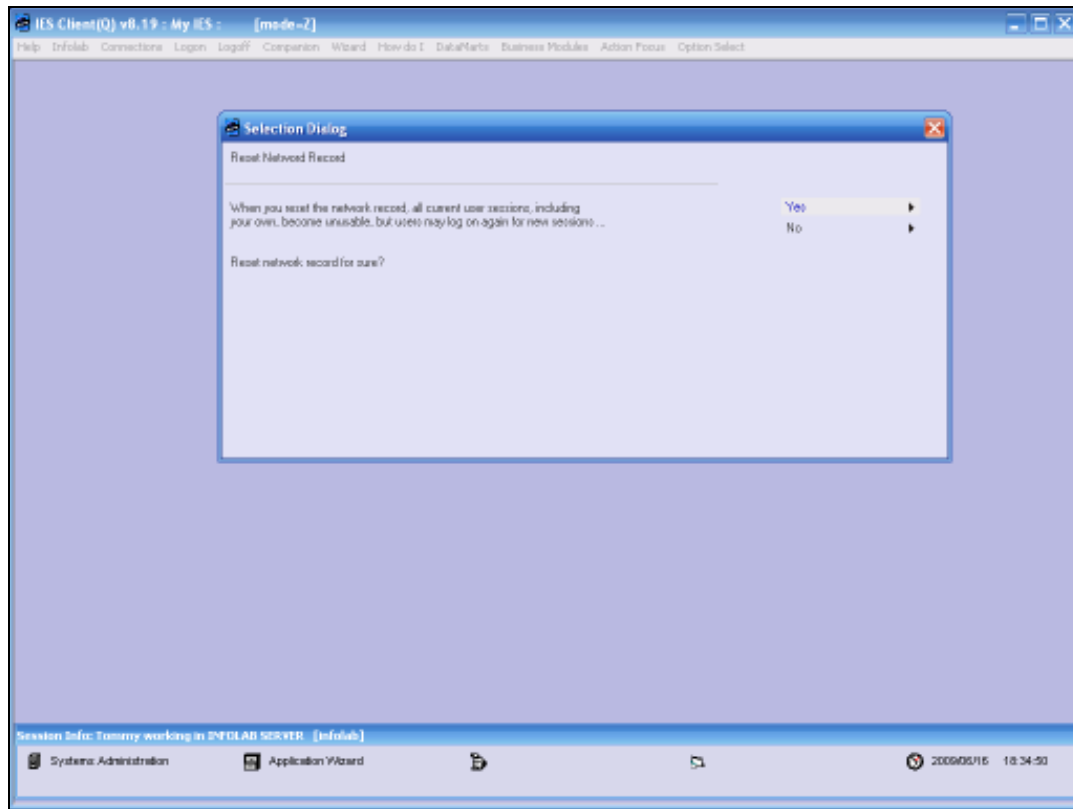 IES Client(Q) v8.19 : My IES : [mode=Z]
Help Infolab Connections Logon Logoff Companion Wizard How do I DataMarts Business Modules Action Focus Option Select
Selection Dialog
Reset Network Record
When you reset the network record, all current user sessions, including
your own, become unusable, but users may log on again for new sessions ...
Yes
No
Reset network record for sure?
Session Info: Tommy working in INFOLAB SERVER [infolab]
Systems Administration Application Wizard 2009/06/16 18:34:50